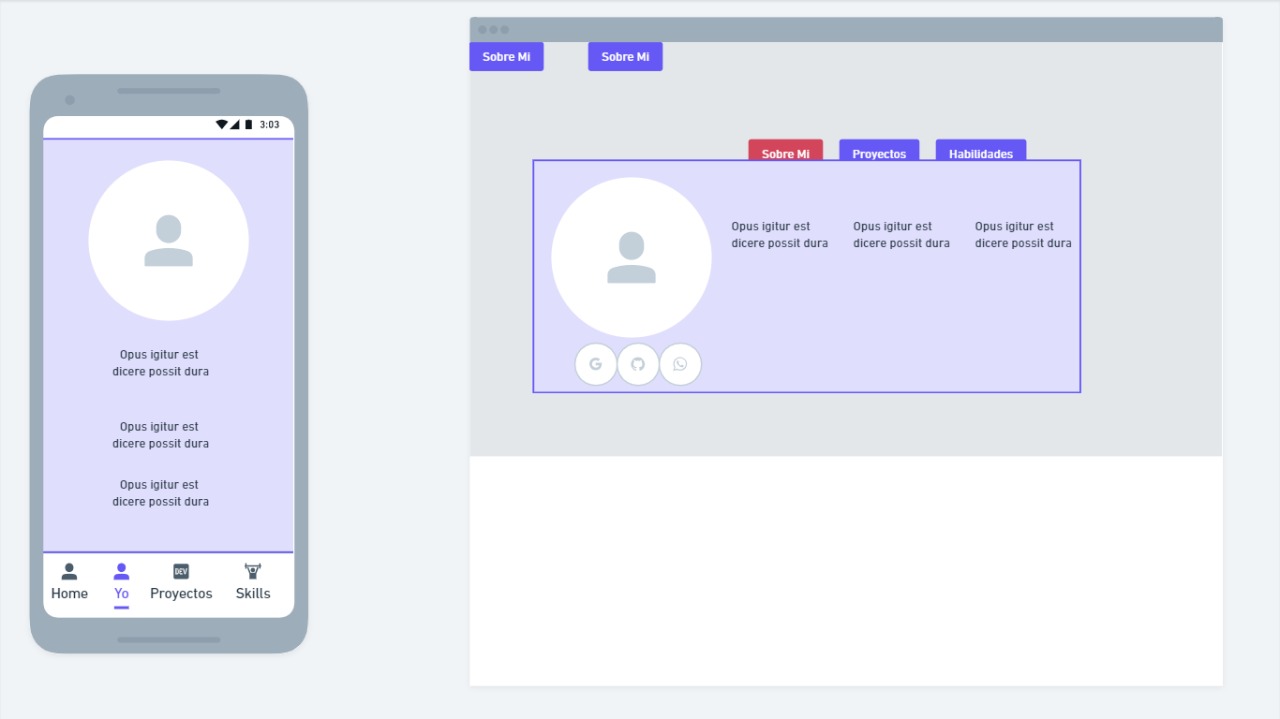 3:03
Opus igitur est
dicere possit dura
Opus igitur est
dicere possit dura
Opus igitur est
dicere possit dura
DEV
Home Yo Proyectos Skills
Sobre Mi Sobre Mi
Sobre Mi Proyectos Habilidades
Opus igitur est
dicere possit dura
Opus igitur est
dicere possit dura
Opus igitur est
dicere possit dura
G